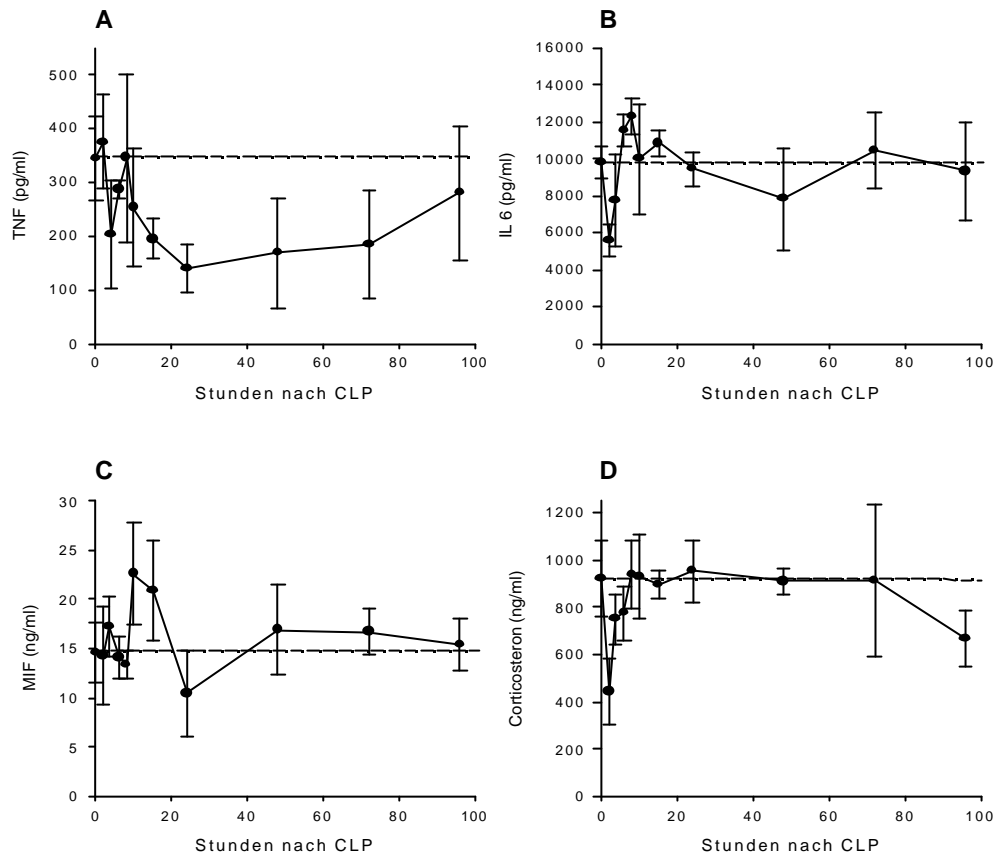 A
TNF (pg/ml)
500
400
300
200
100
0
0 20 40 60 80 100
Stunden nach CLP
B
IL 6 (pg/ml)
16000
14000
12000
10000
8000
6000
4000
2000
0
0 20 40 60 80 100
Stunden nach CLP
C
MIF (ng/ml)
30
25
20
15
10
5
0
0 20 40 60 80 100
Stunden nach CLP
D
Corticosteron (ng/ml)
1200
1000
800
600
400
200
0
0 20 40 60 80 100
Stunden nach CLP